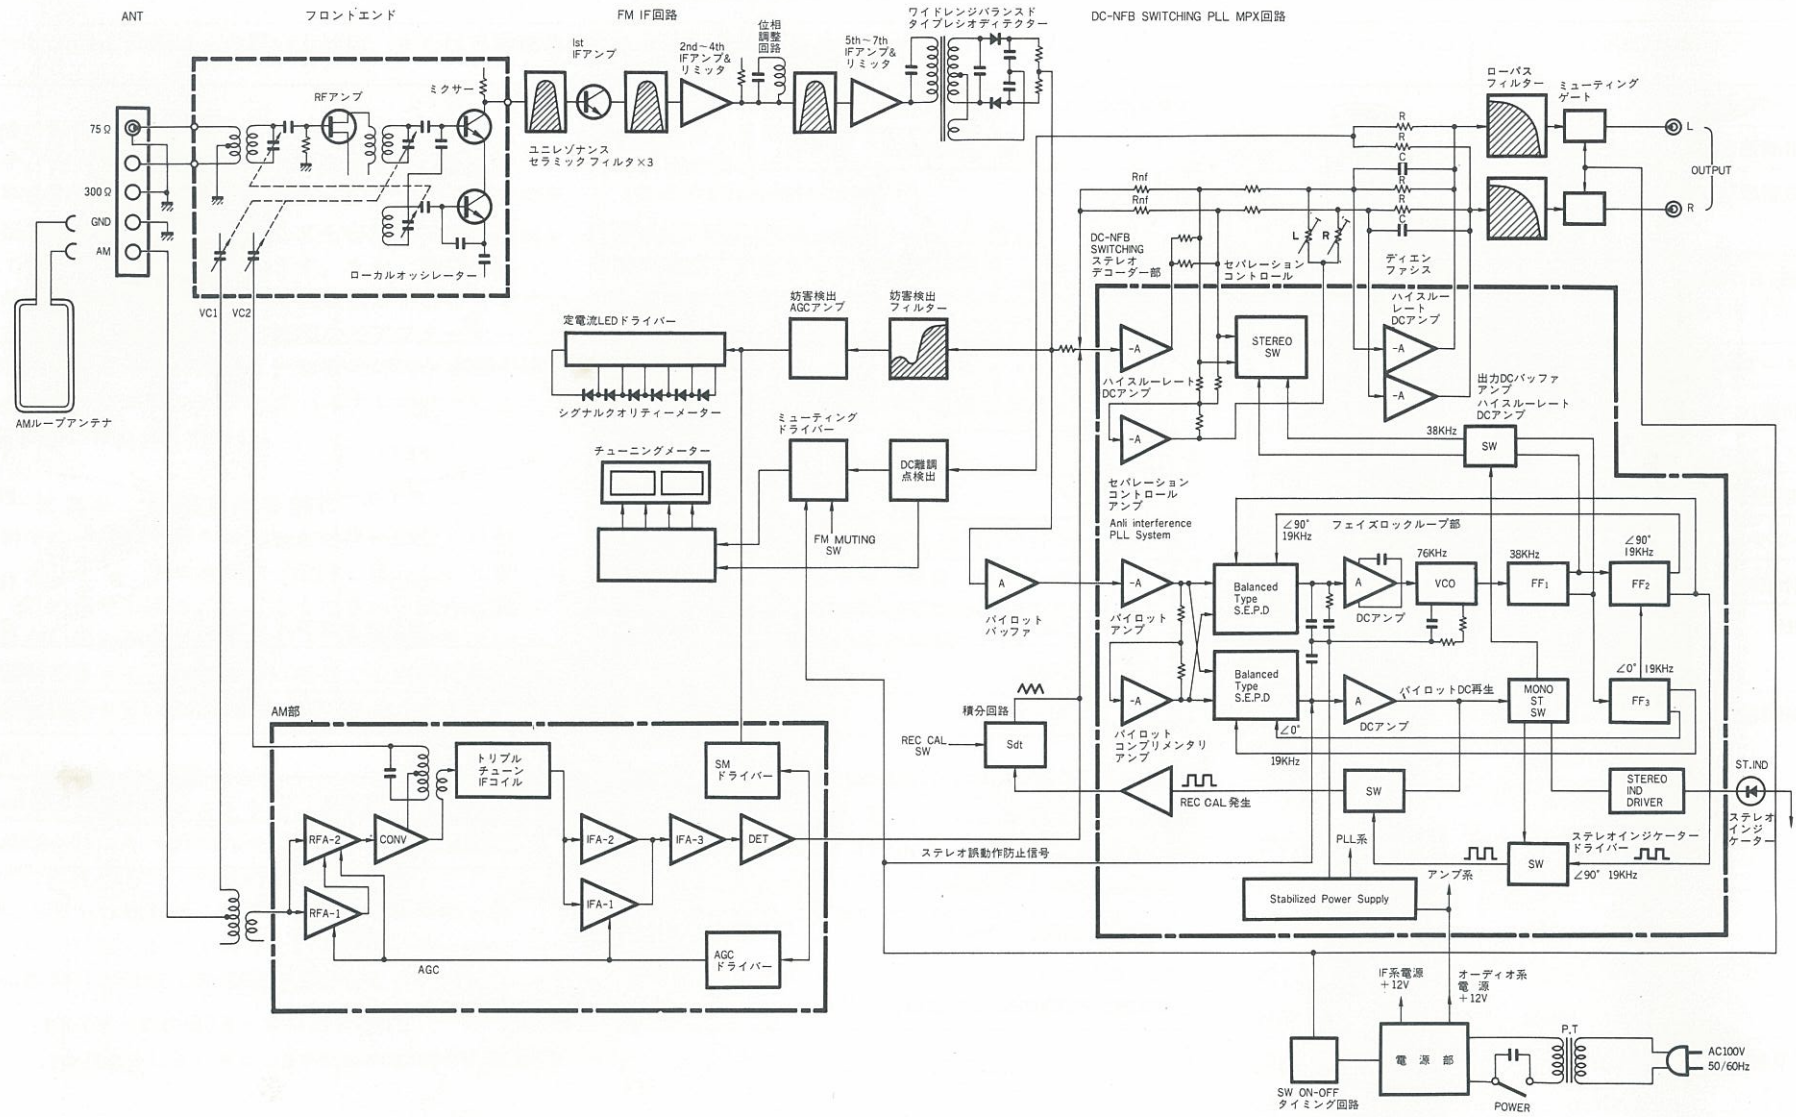 ANT
フロントエンド
FM IF回路
ワイドレンジバランスド
タイプレシオディテクター
DC-NFB SWITCHING PLL MPX回路
75Ω
300Ω
GND
AM
AMループアンテナ
RFアンプ
ミクサー
ローカルオッシレーター
VC1
VC2
Ist
IFアンプ
2nd~4th
IFアンプ&
リミッタ
位相
調整
回路
5th~7th
IFアンプ&
リミッタ
ユニレゾナンス
セラミックフィルタ×3
ローパス
フィルター
ミューティング
ゲート
L
R
OUTPUT
R
R
C
R
R
C
Rnf
Rnf
DC-NFB
SWITCHING
ステレオ
デコーダー部
セパレーション
コントロール
L
R
ディエン
ファシス
ハイスルー
レート
DCアンプ
定電流LEDドライバー
シグナルクオリティーメーター
妨害検出
AGCアンプ
妨害検出
フィルター
-A
ハイスルーレート
DCアンプ
STEREO
SW
-A
-A
出力DCバッファ
アンプ
ハイスルーレート
DCアンプ
チューニングメーター
ミューティング
ドライバー
DC離調
点検出
FM MUTING
SW
-A
セパレーション
コントロール
アンプ
38KHz
SW
Anli interference
PLL System
∠90°
19KHz
フェイズロックループ部
A
パイロット
バッファ
-A
パイロット
アンプ
Balanced
Type
S.E.P.D
A
DCアンプ
76KHz
VCO
38KHz
FF1
∠90°
19KHz
FF2
-A
パイロット
コンプリメンタリ
アンプ
Balanced
Type
S.E.P.D
∠0°
19KHz
A
DCアンプ
パイロットDC再生
MONO
ST
SW
∠0° 19KHz
FF3
積分回路
REC CAL
SW
Sdt
REC CAL発生
SW
STEREO
IND
DRIVER
ST.IND
ステレオ
インジ
ケーター
PLL系
アンプ系
ステレオインジケーター
ドライバー
SW
∠90° 19KHz
ステレオ誤動作防止信号
Stabilized Power Supply
AM部
トリプル
チューン
IFコイル
SM
ドライバー
RFA-2
CONV
IFA-2
IFA-3
DET
RFA-1
IFA-1
AGC
AGC
ドライバー
IF系電源
+12V
オーディオ系
電源
+12V
SW ON-OFF
タイミング回路
電源部
P.T
POWER
AC100V
50/60Hz